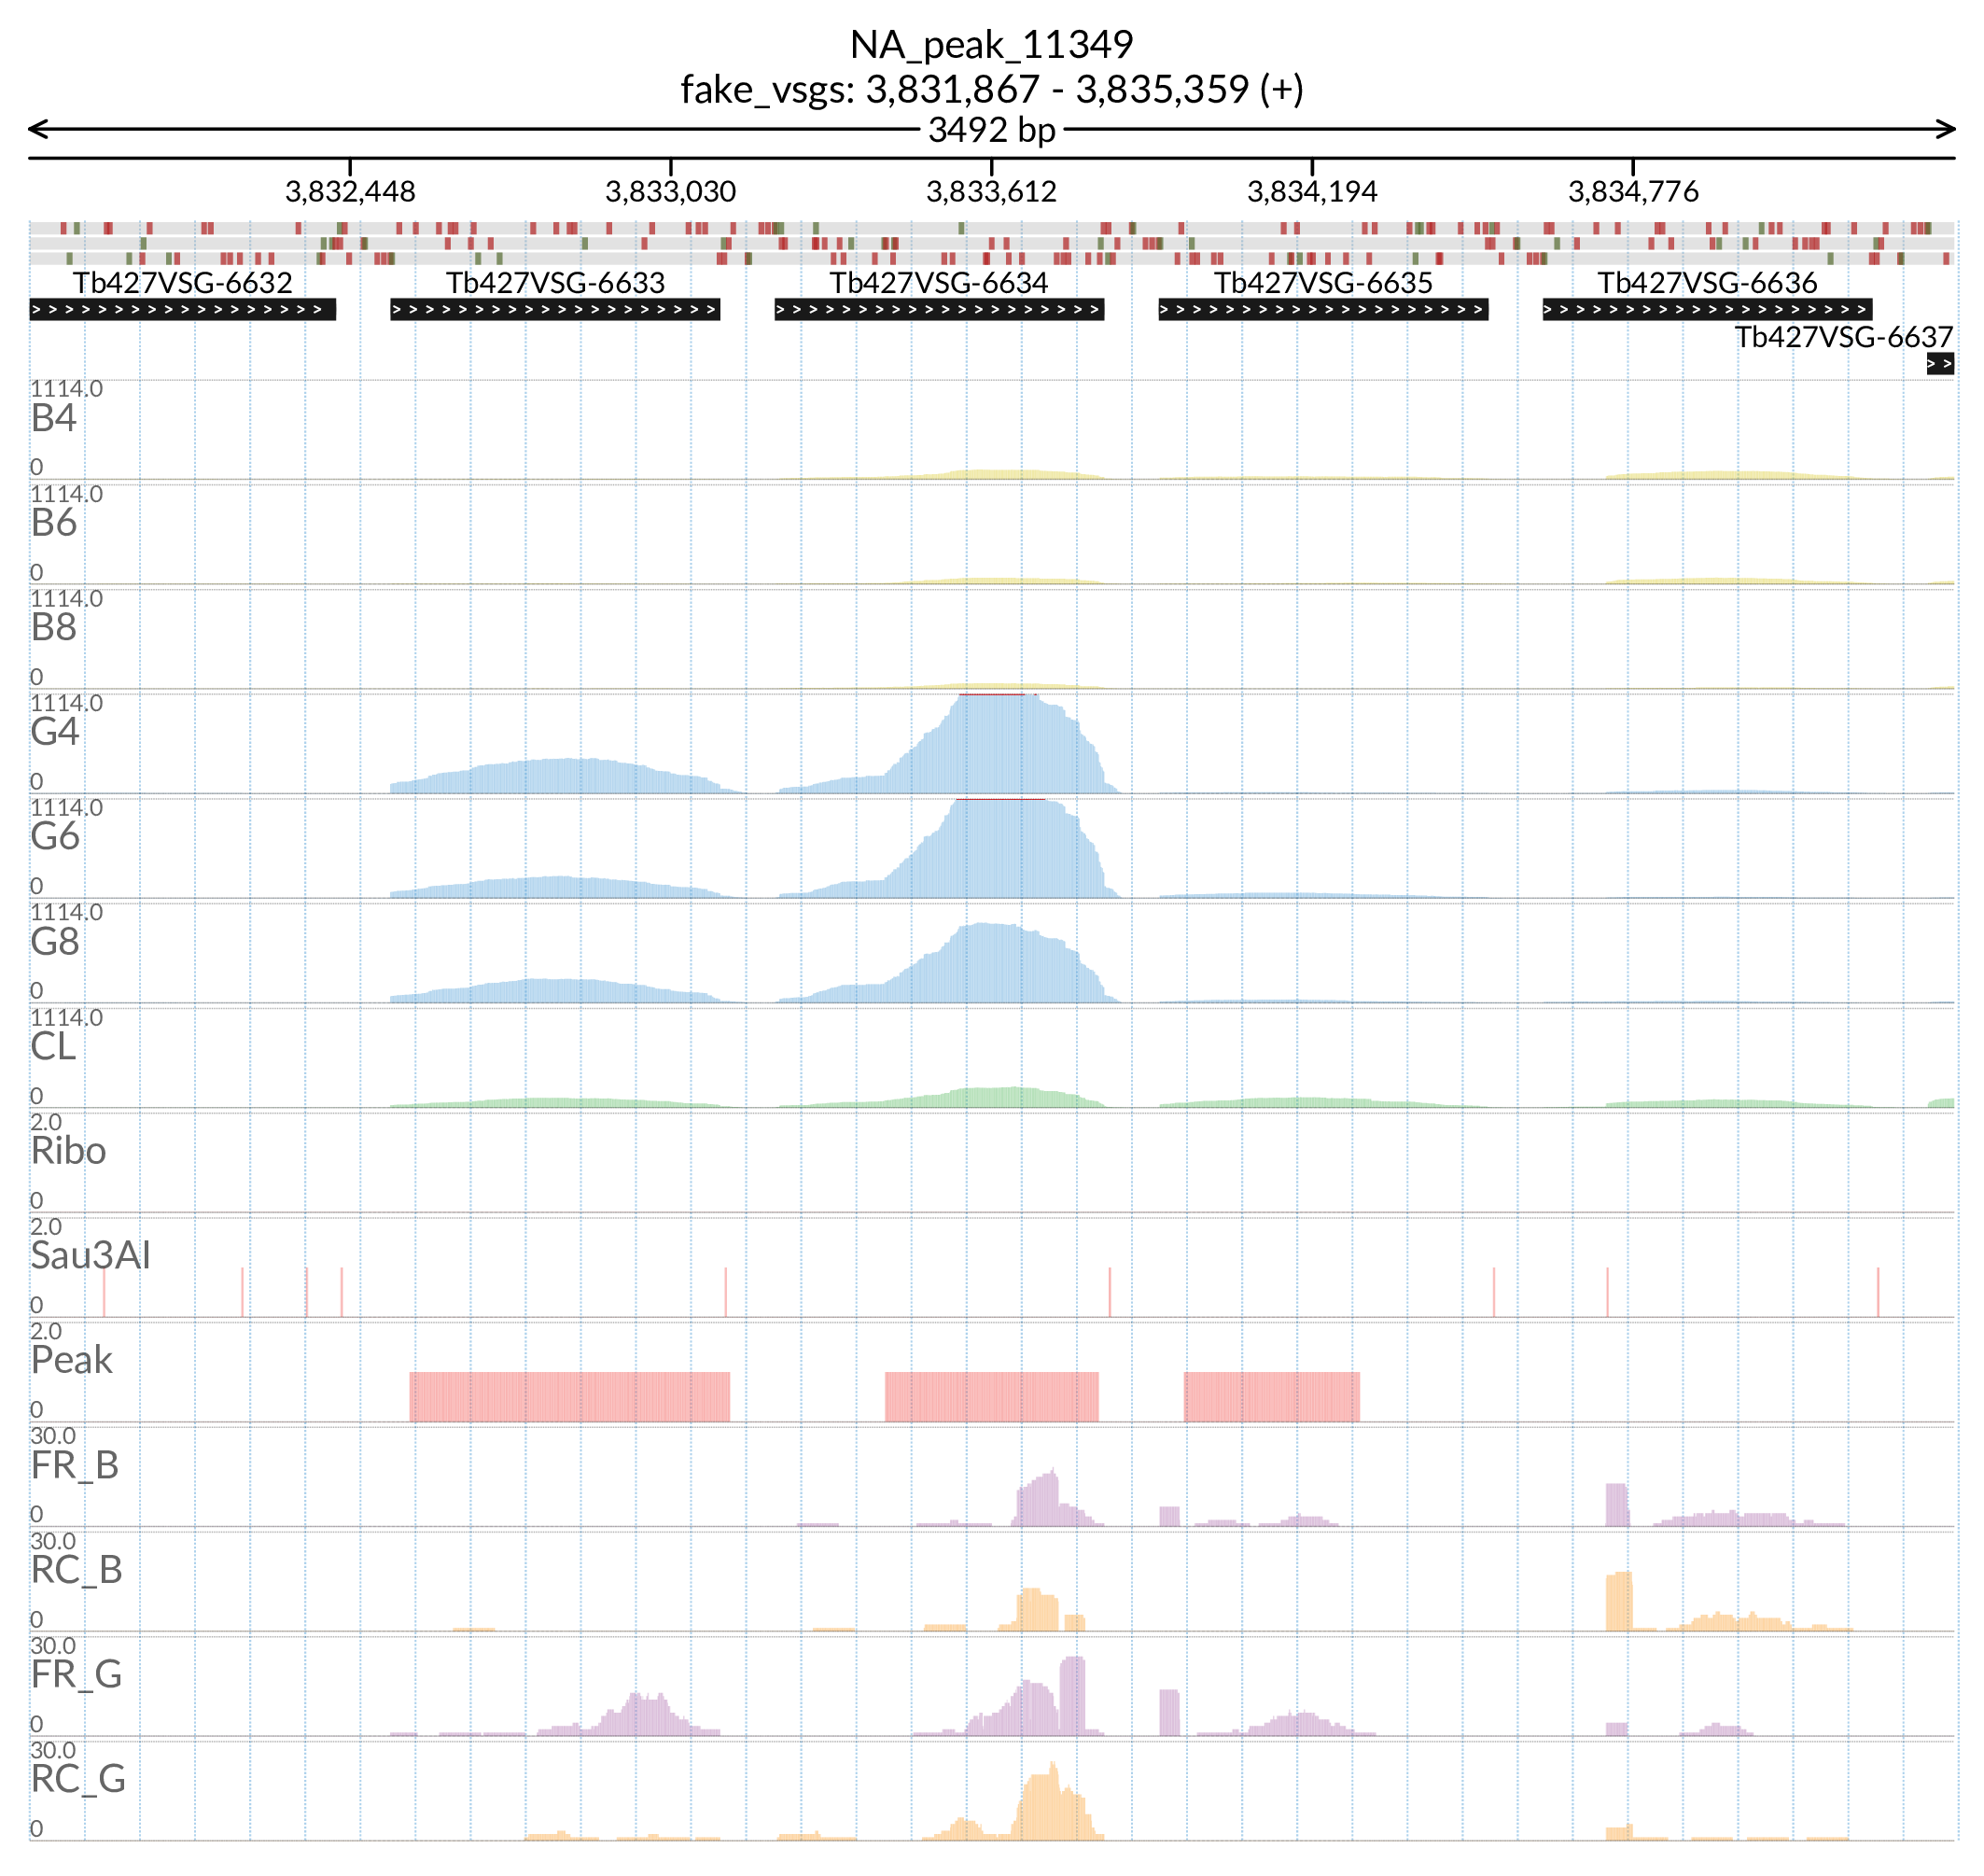 NA_peak_11349
fake_vsgs: 3,831,867 - 3,835,359 (+)
3492 bp
3,832,448 3,833,030 3,833,612 3,834,194 3,834,776
Tb427VSG-6632 Tb427VSG-6633 Tb427VSG-6634 Tb427VSG-6635 Tb427VSG-6636
Tb427VSG-6637
1114.0
B4
0
1114.0
B6
0
1114.0
B8
0
1114.0
G4
0
1114.0
G6
0
1114.0
G8
0
1114.0
CL
0
2.0
Ribo
0
2.0
Sau3AI
0
2.0
Peak
0
30.0
FR_B
0
30.0
RC_B
0
30.0
FR_G
0
30.0
RC_G
0